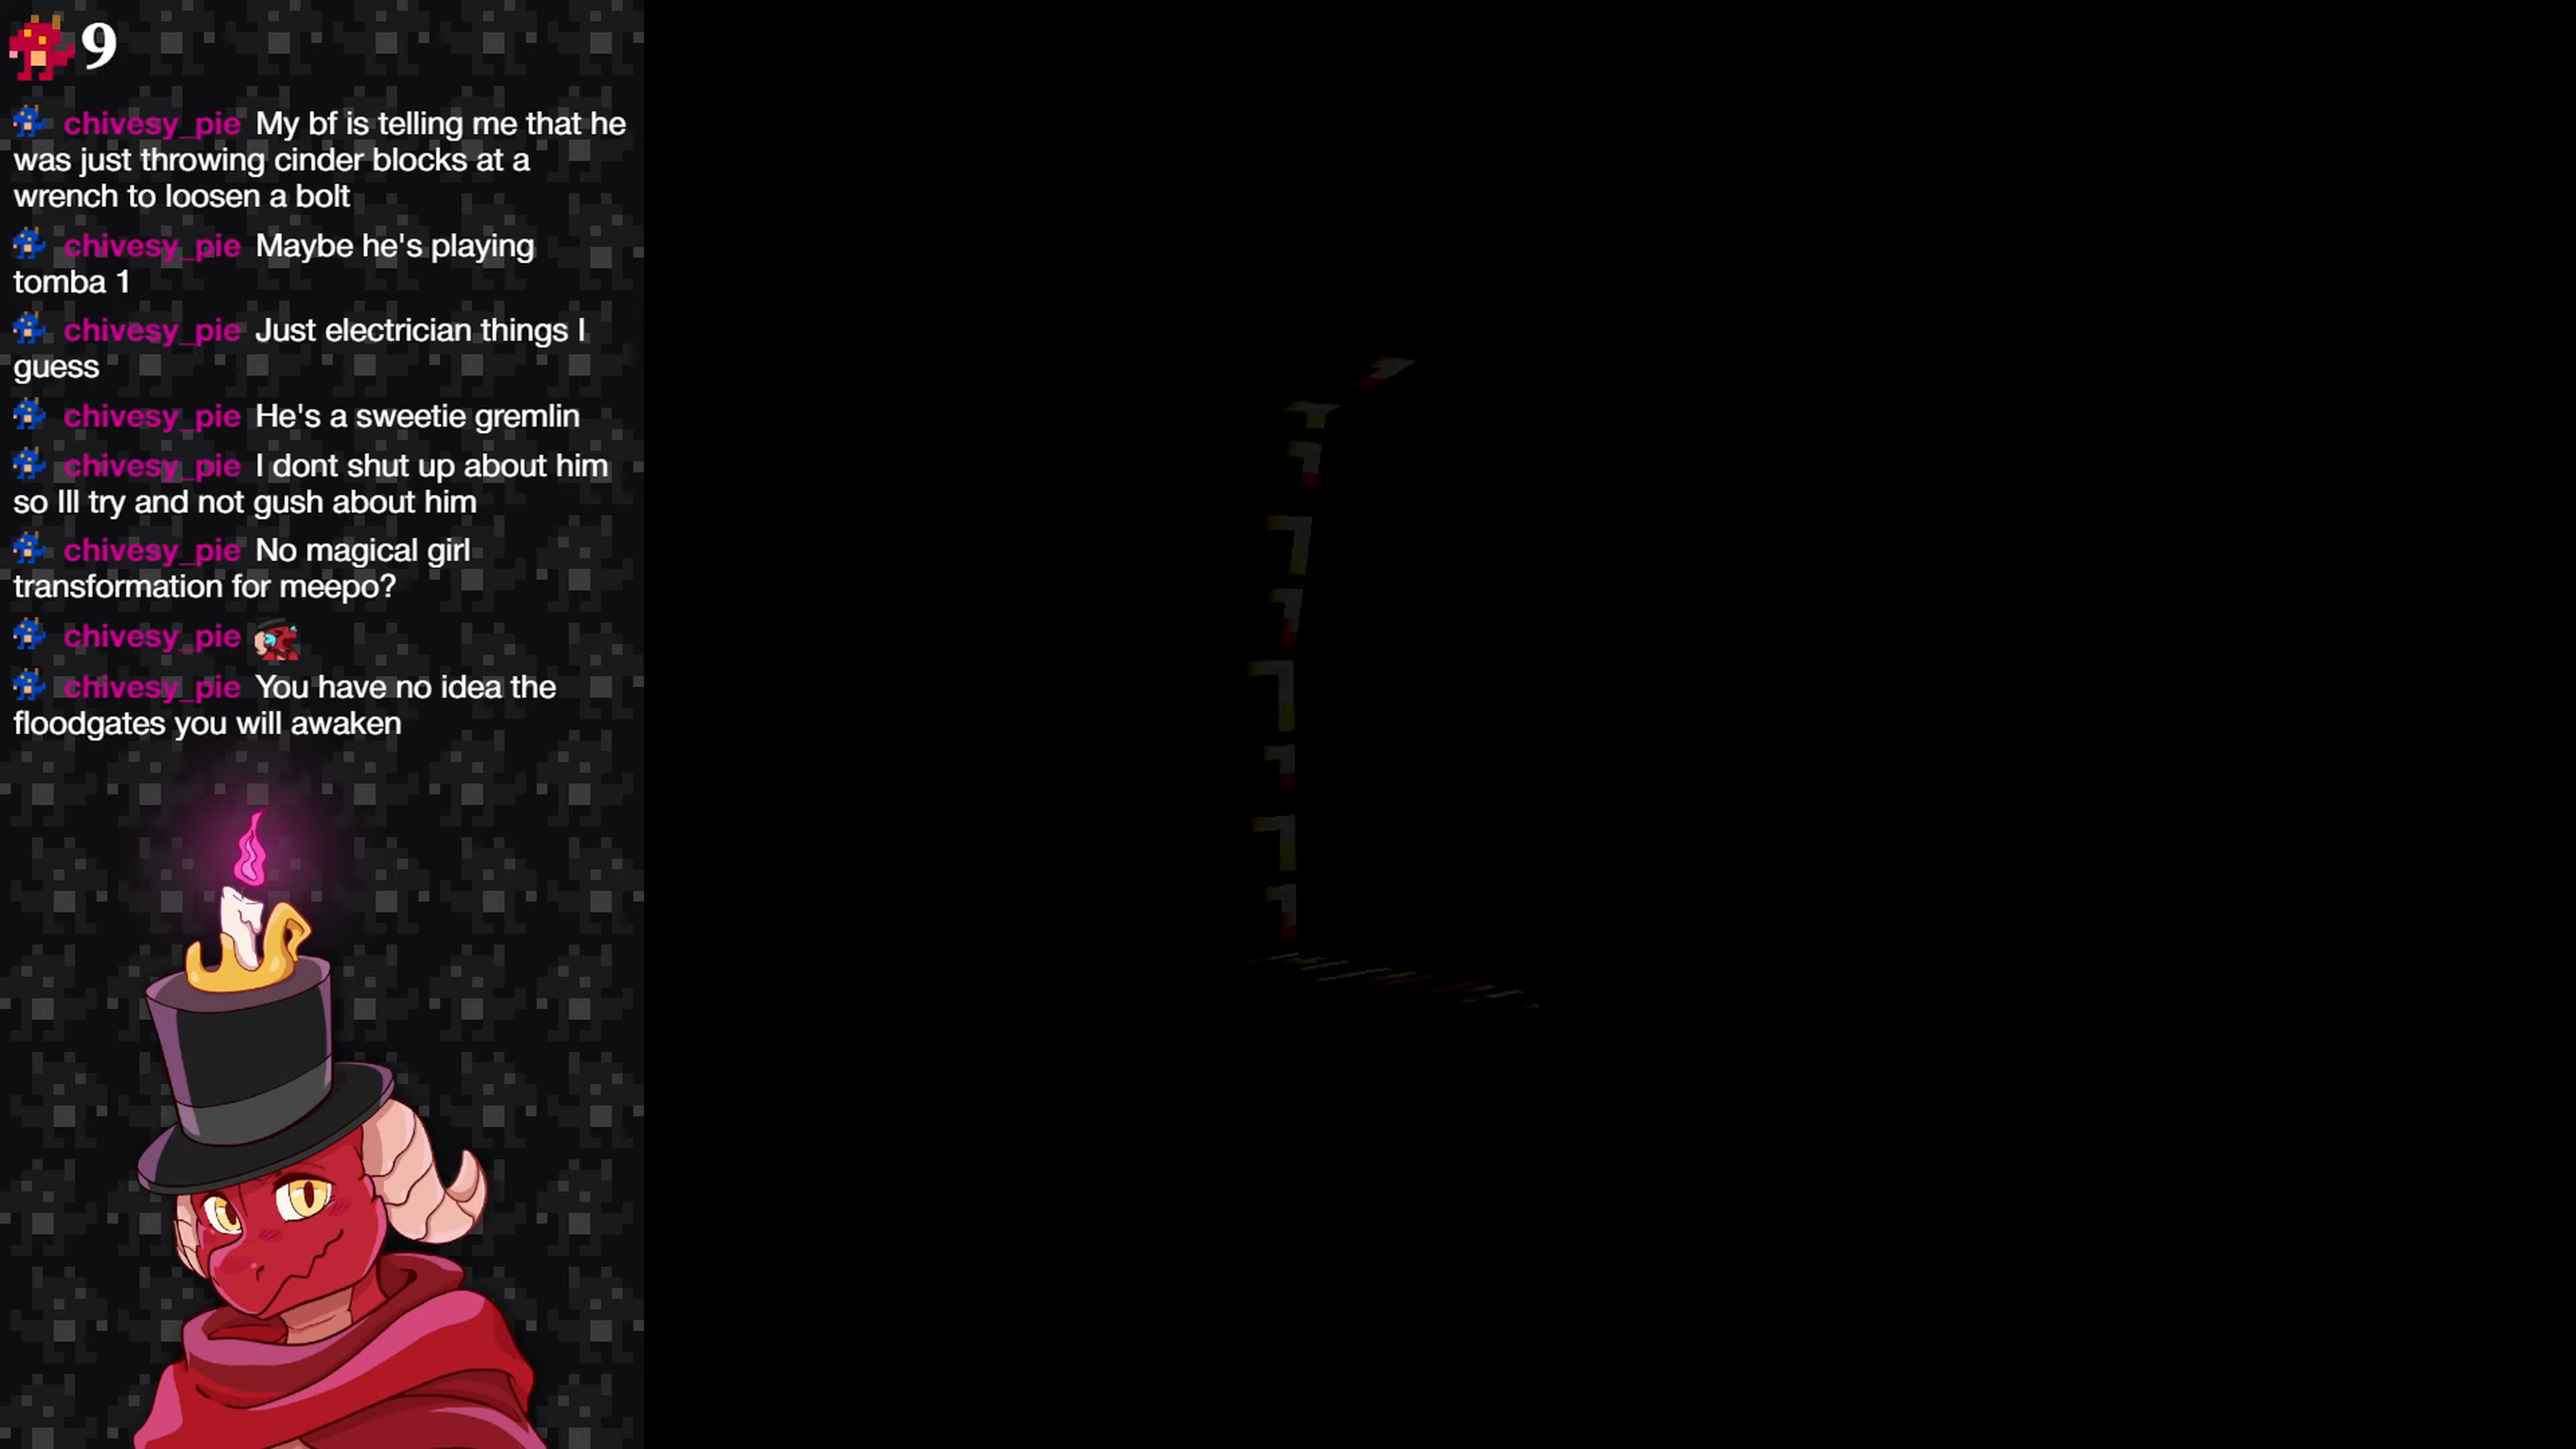 9
chivesy_pie My bf is telling me that he
was just throwing cinder blocks at a
wrench to loosen a bolt
chivesy_pie Maybe he's playing
tomba 1
chivesy_pie Just electrician things I
guess
chivesy_pie He's a sweetie gremlin
chivesy_pie I dont shut up about him
so Ill try and not gush about him
chivesy_pie No magical girl
transformation for meepo?
chivesy_pie
chivesy_pie You have no idea the
floodgates you will awaken